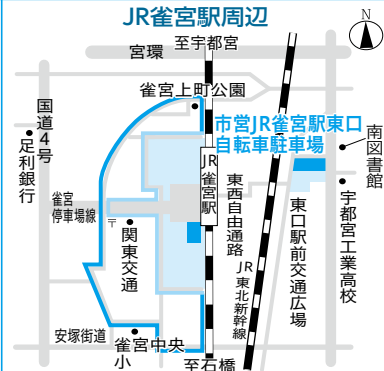 JR雀宮駅周辺
N
至宇都宮
宮環
雀宮上町公園
市営JR雀宮駅東口
自転車駐車場
国道4号
足利銀行
南図書館
JR雀宮駅
東西自由通路
雀宮
停車場線
〒
関東交通
宇都宮工業高校
東口駅前交通広場
JR東北新幹線
安塚街道
雀宮中央
小
至石橋